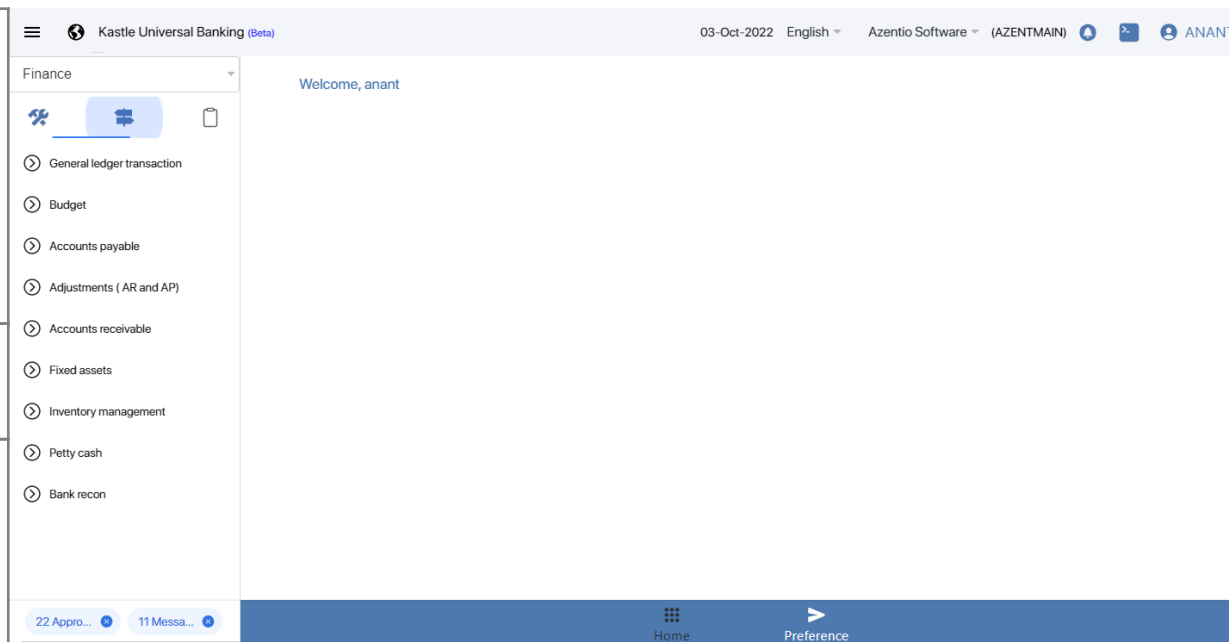 Kastle Universal Banking (Beta)
03-Oct-2022 English Azentio Software (AZENTMAIN) ANANT
Finance
Welcome, anant
General ledger transaction
Budget
Accounts payable
Adjustments ( AR and AP)
Accounts receivable
Fixed assets
Inventory management
Petty cash
Bank recon
22 Appro... 11 Messa...
Home Preference